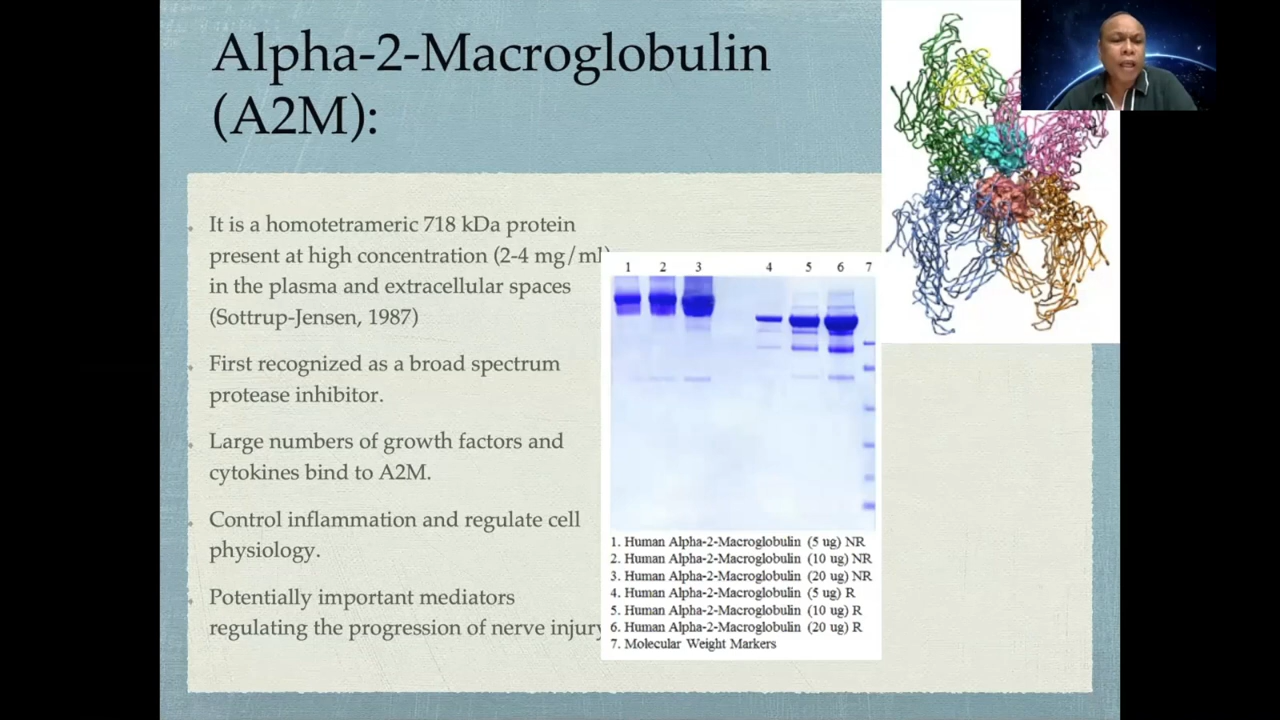 Alpha-2-Macroglobulin
(A2M):
It is a homotetrameric 718 kDa protein
present at high concentration (2-4 mg/ml)
in the plasma and extracellular spaces
(Sottrup-Jensen, 1987)
First recognized as a broad spectrum
protease inhibitor.
Large numbers of growth factors and
cytokines bind to A2M.
Control inflammation and regulate cell
physiology.
Potentially important mediators
regulating the progression of nerve injury
1 2 3 4 5 6 7
1. Human Alpha-2-Macroglobulin (5 ug) NR
2. Human Alpha-2-Macroglobulin (10 ug) NR
3. Human Alpha-2-Macroglobulin (20 ug) NR
4. Human Alpha-2-Macroglobulin (5 ug) R
5. Human Alpha-2-Macroglobulin (10 ug) R
6. Human Alpha-2-Macroglobulin (20 ug) R
7. Molecular Weight Markers